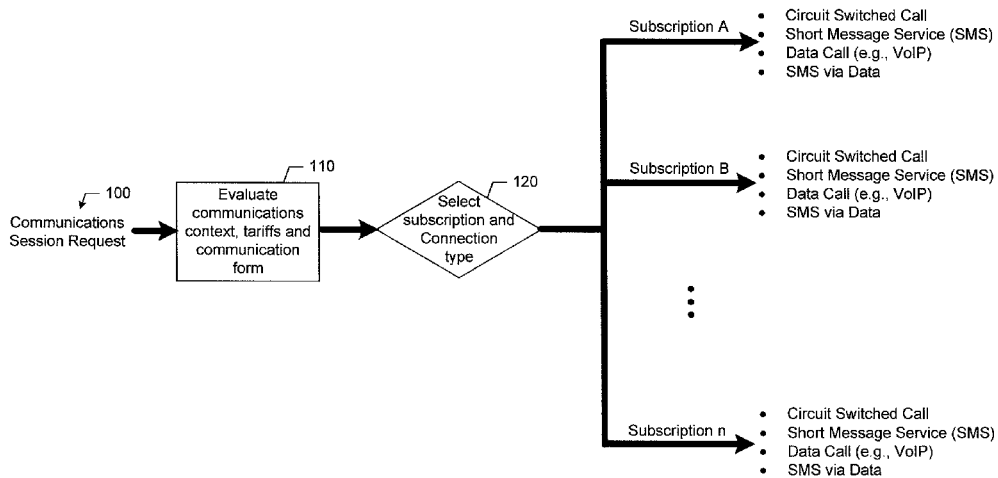 Subscription A
• Circuit Switched Call
• Short Message Service (SMS)
• Data Call (e.g., VoIP)
• SMS via Data
100
Communications
Session Request
110
Evaluate
communications
context, tariffs and
communication
form
120
Select
subscription and
Connection
type
Subscription B
• Circuit Switched Call
• Short Message Service (SMS)
• Data Call (e.g., VoIP)
• SMS via Data
Subscription n
• Circuit Switched Call
• Short Message Service (SMS)
• Data Call (e.g., VoIP)
• SMS via Data